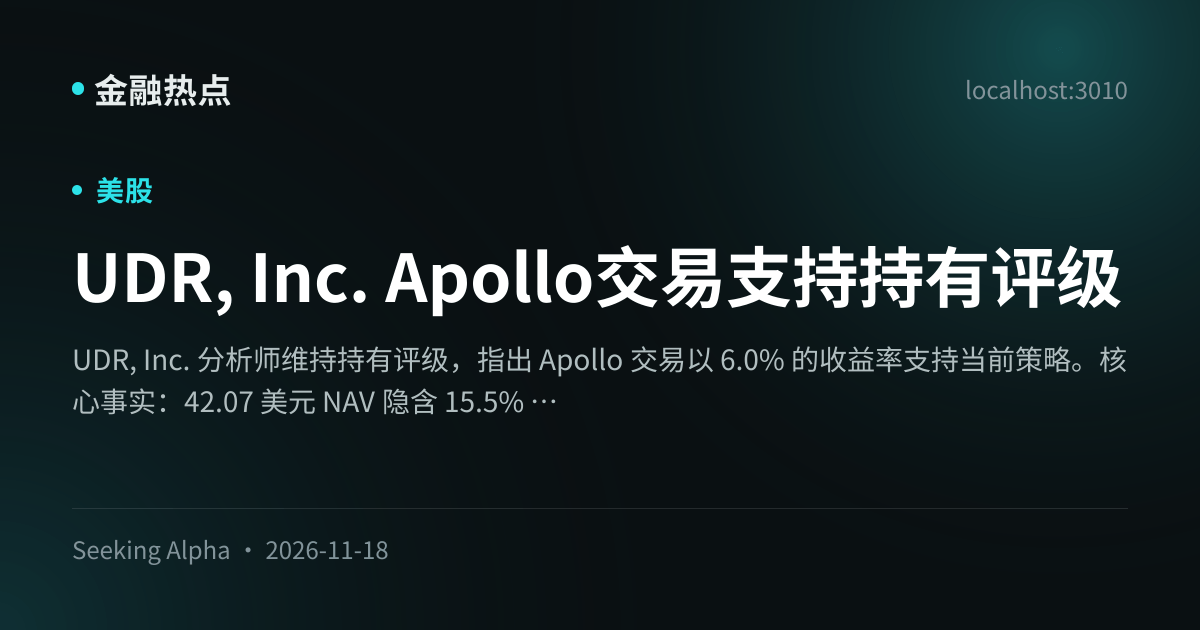 金融热点
localhost:3010
美股
UDR, Inc. Apollo交易支持持有评级
UDR, Inc. 分析师维持持有评级，指出 Apollo 交易以 6.0% 的收益率支持当前策略。核
心事实：42.07 美元 NAV 隐含 15.5% …
Seeking Alpha · 2026-11-18